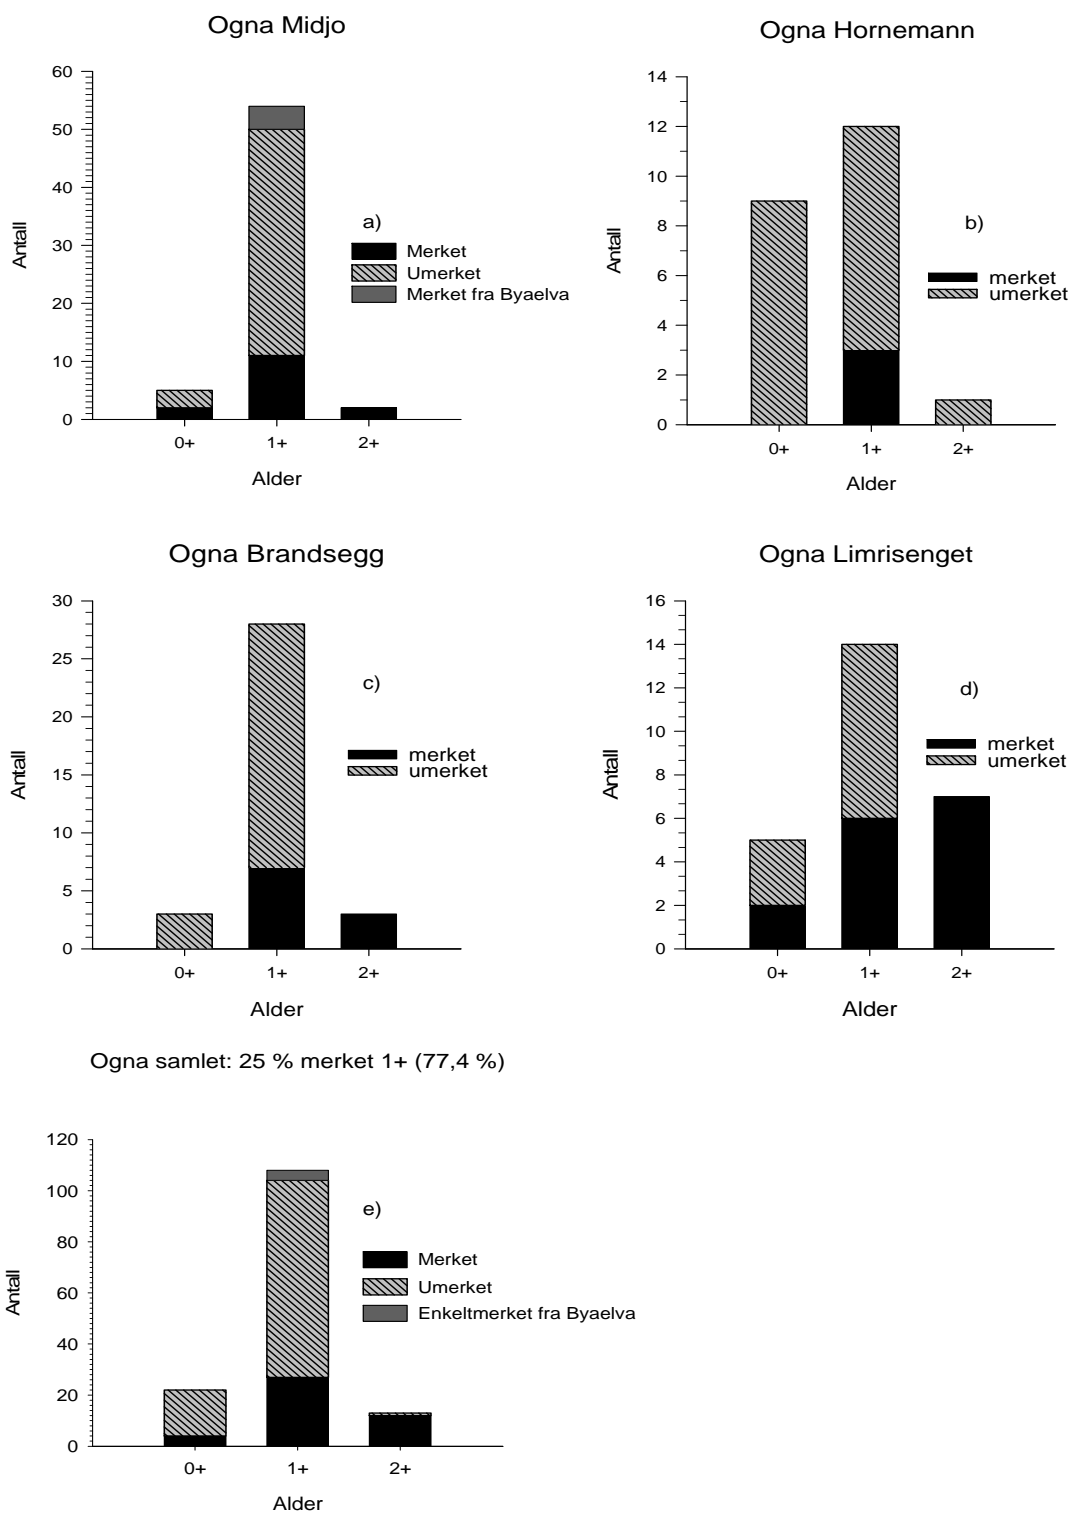 Ogna Midjo
60
50
40
30
20
10
0
Antall
0+ 1+ 2+
Alder
a)
Merket
Umerket
Merket fra Byaelva
Ogna Hornemann
14
12
10
8
6
4
2
0
Antall
0+ 1+ 2+
Alder
b)
merket
umerket
Ogna Brandsegg
30
25
20
15
10
5
0
Antall
0+ 1+ 2+
Alder
c)
merket
umerket
Ogna Limrisenget
16
14
12
10
8
6
4
2
0
Antall
0+ 1+ 2+
Alder
d)
merket
umerket
Ogna samlet: 25 % merket 1+ (77,4 %)
120
100
80
60
40
20
0
Antall
0+ 1+ 2+
Alder
e)
Merket
Umerket
Enkeltmerket fra Byaelva